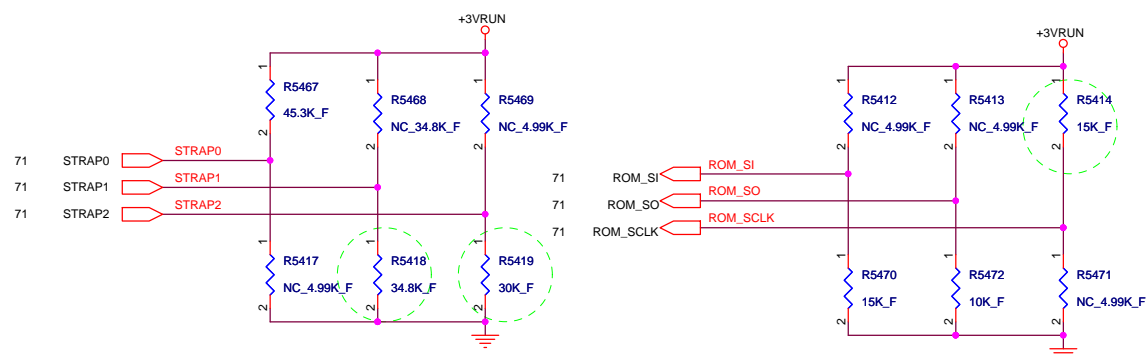 +3VRUN
1
R5467
45.3K_F
2
1
R5468
NC_34.8K_F
2
1
R5469
NC_4.99K_F
2
71 STRAP0 STRAP0
71 STRAP1 STRAP1
71 STRAP2 STRAP2
1
R5417
NC_4.99K_F
2
1
R5418
34.8K_F
2
1
R5419
30K_F
2
+3VRUN
1
R5412
NC_4.99K_F
2
1
R5413
NC_4.99K_F
2
1
R5414
15K_F
2
71 ROM_SI ROM_SI
71 ROM_SO ROM_SO
71 ROM_SCLK ROM_SCLK
1
R5470
15K_F
2
1
R5472
10K_F
2
1
R5471
NC_4.99K_F
2